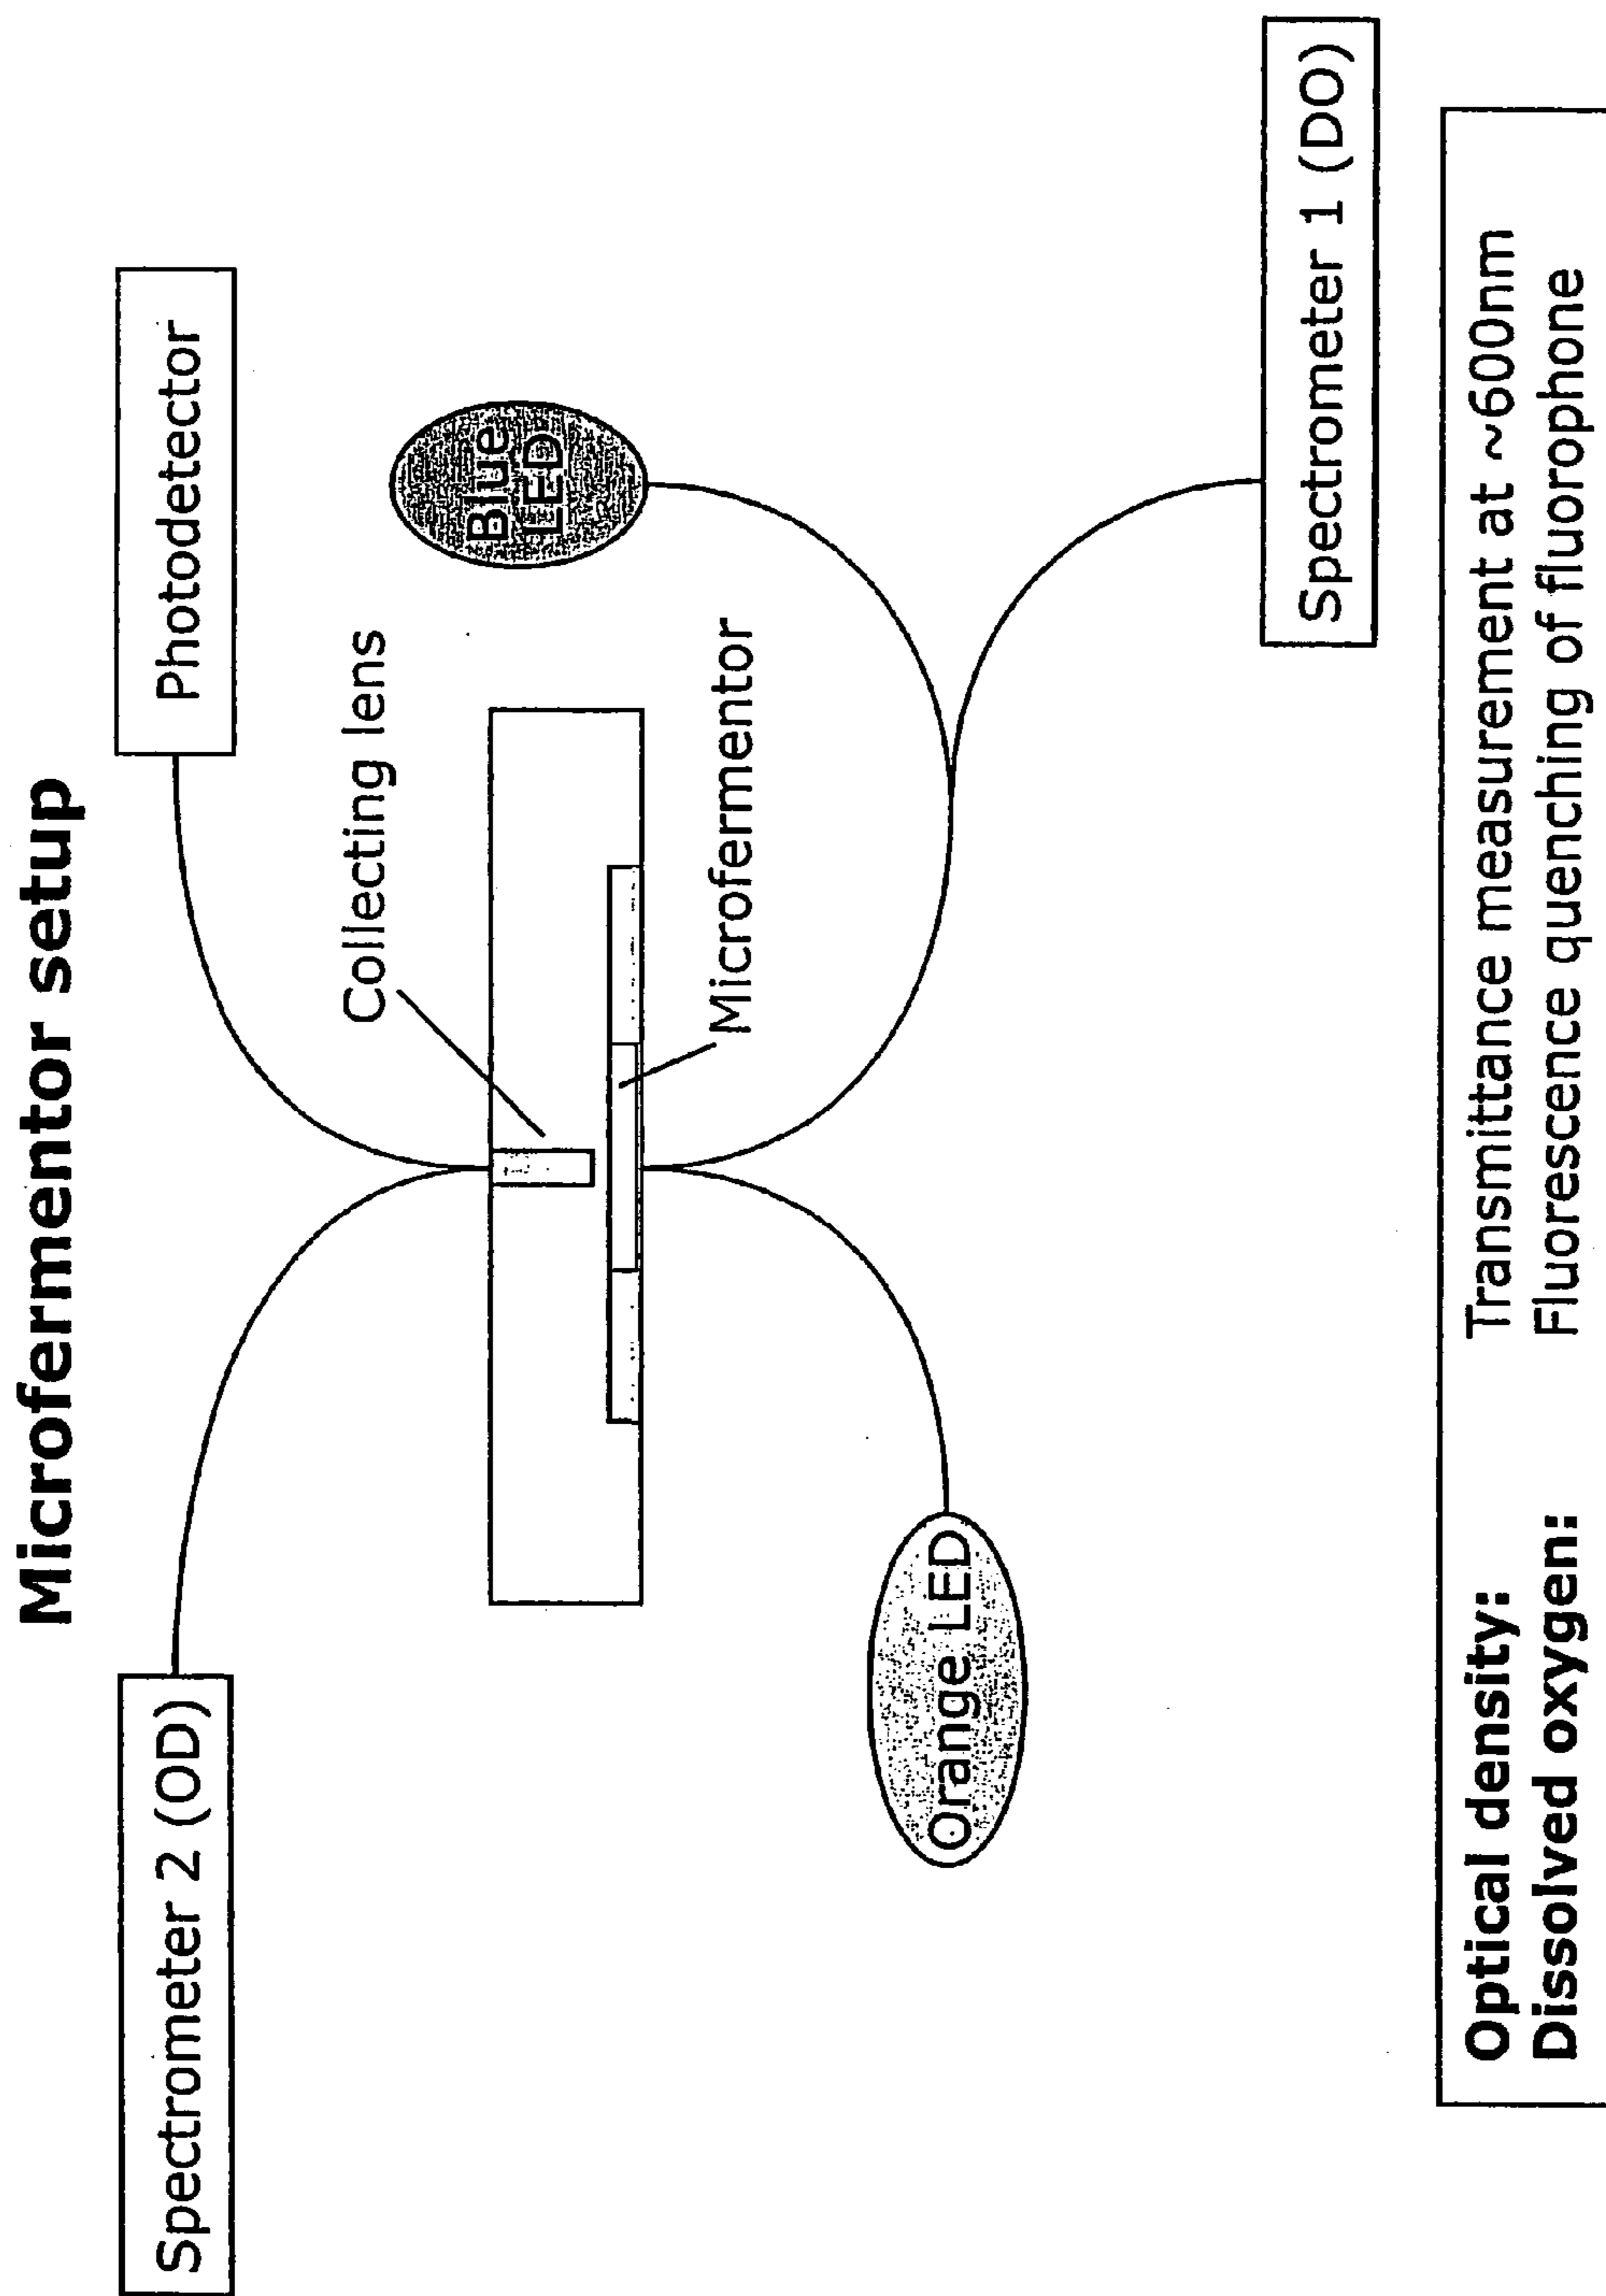 Microfermentor setup
Spectrometer 2 (OD)
Photodetector
Collecting lens
Blue
LED
Microfermentor
Orange LED
Spectrometer 1 (DO)
Optical density: Transmittance measurement at ~600nm
Dissolved oxygen: Fluorescence quenching of fluorophone